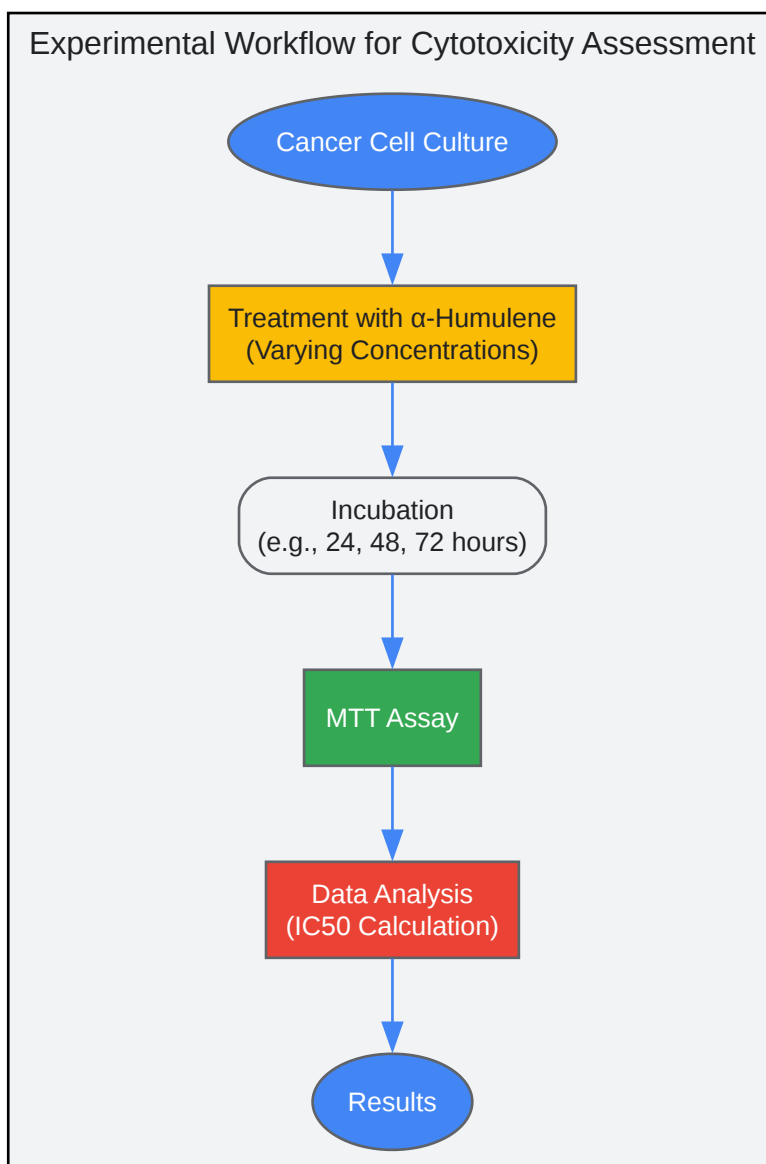 Experimental Workflow for Cytotoxicity Assessment
Cancer Cell Culture
Treatment with α-Humulene
(Varying Concentrations)
Incubation
(e.g., 24, 48, 72 hours)
MTT Assay
Data Analysis
(IC50 Calculation)
Results